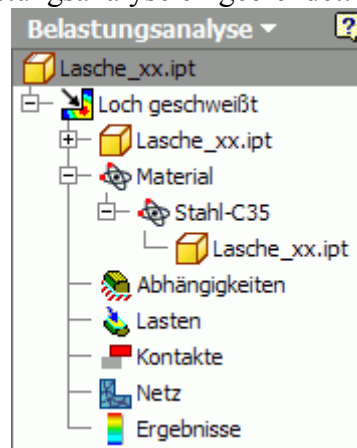 Belastungsanalyse
Lasche_xx.ipt
Loch geschweißt
Lasche_xx.ipt
Material
Stahl-C35
Lasche_xx.ipt
Abhängigkeiten
Lasten
Kontakte
Netz
Ergebnisse